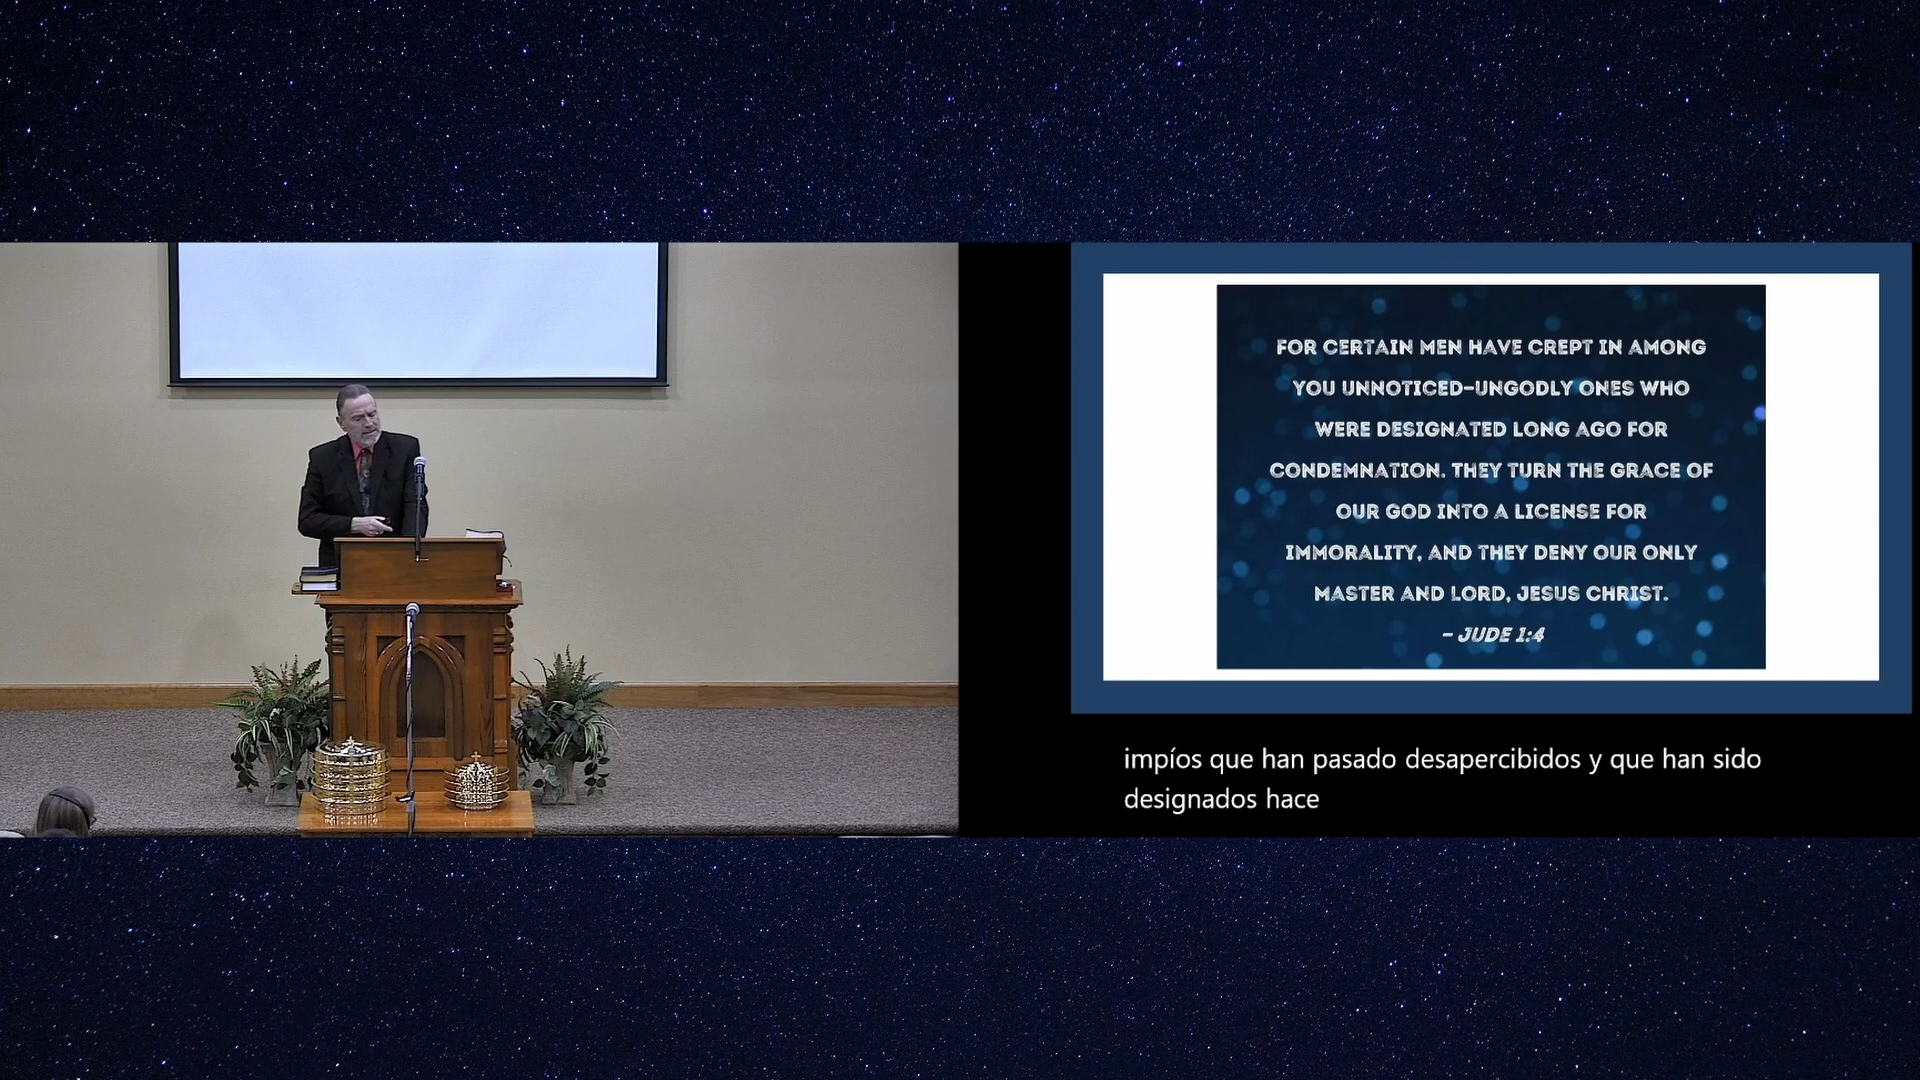 FOR CERTAIN MEN HAVE CREPT IN AMONG
YOU UNNOTICED–UNGODLY ONES WHO
WERE DESIGNATED LONG AGO FOR
CONDEMNATION. THEY TURN THE GRACE OF
OUR GOD INTO A LICENSE FOR
IMMORALITY, AND THEY DENY OUR ONLY
MASTER AND LORD, JESUS CHRIST.
– JUDE 1:4
impíos que han pasado desapercibidos y que han sido
designados hace